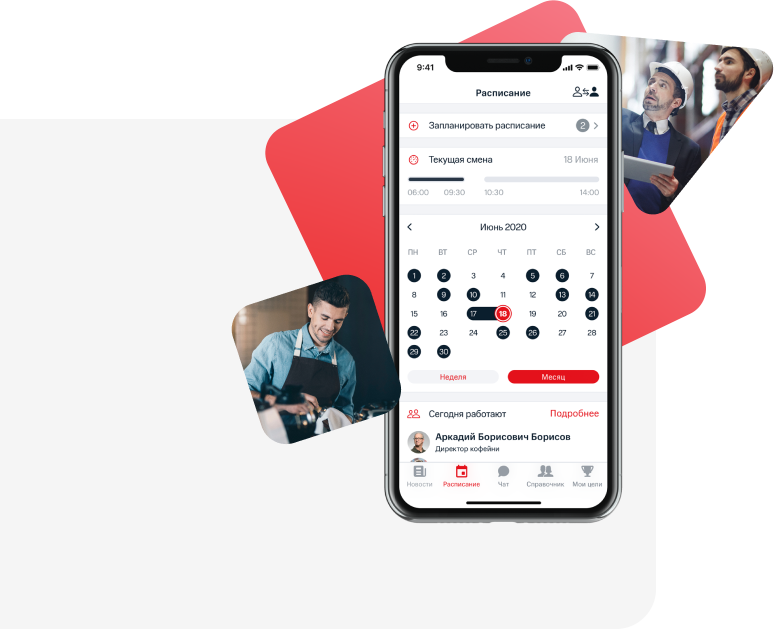 9:41
Расписание
Запланировать расписание 2
Текущая смена 18 Июня
06:00 09:30 10:30 14:00
Июнь 2020
ПН ВТ СР ЧТ ПТ СБ ВС
1 2 3 4 5 6 7
8 9 10 11 12 13 14
15 16 17 18 19 20 21
22 23 24 25 26 27 28
29 30
Неделя Месяц
Сегодня работают Подробнее
Аркадий Борисович Борисов
Директор кофейни
Новости Расписание Чат Справочник Мои цели